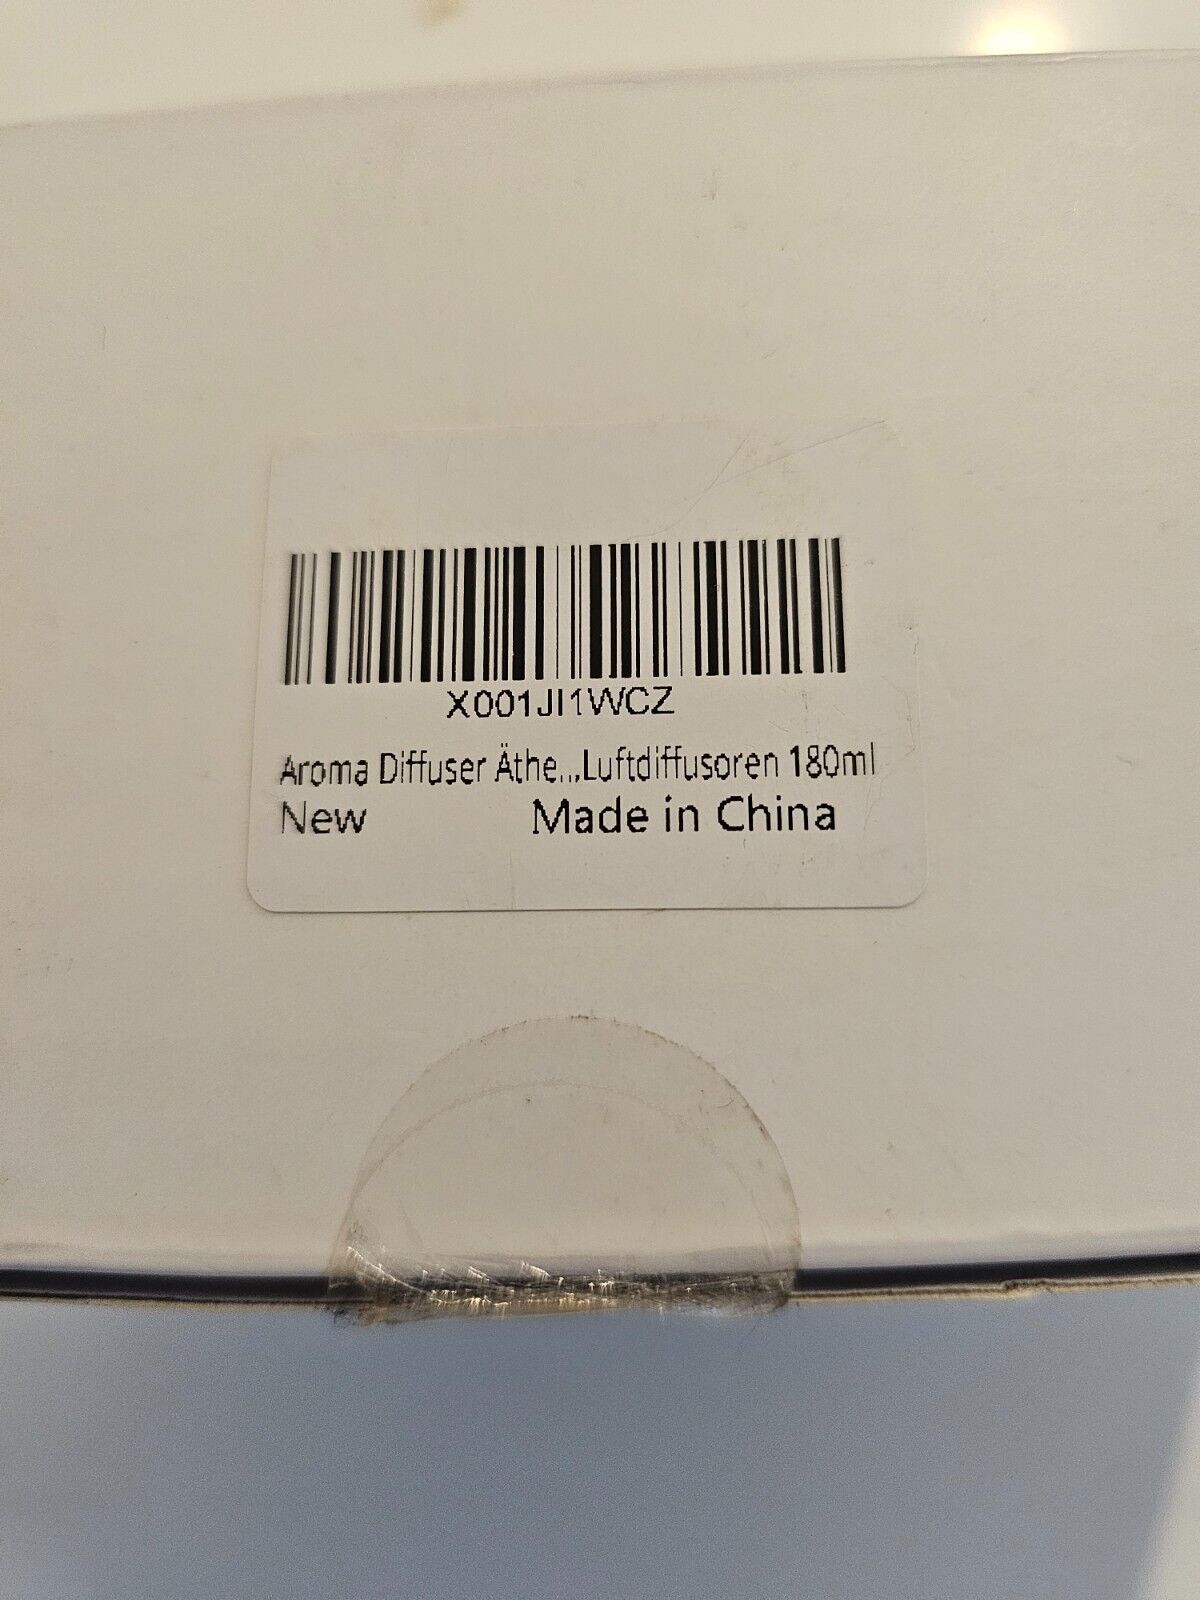 X001JI1WCZ
Aroma Diffuser Äthe...,Luftdiffusoren 180ml
New Made in China